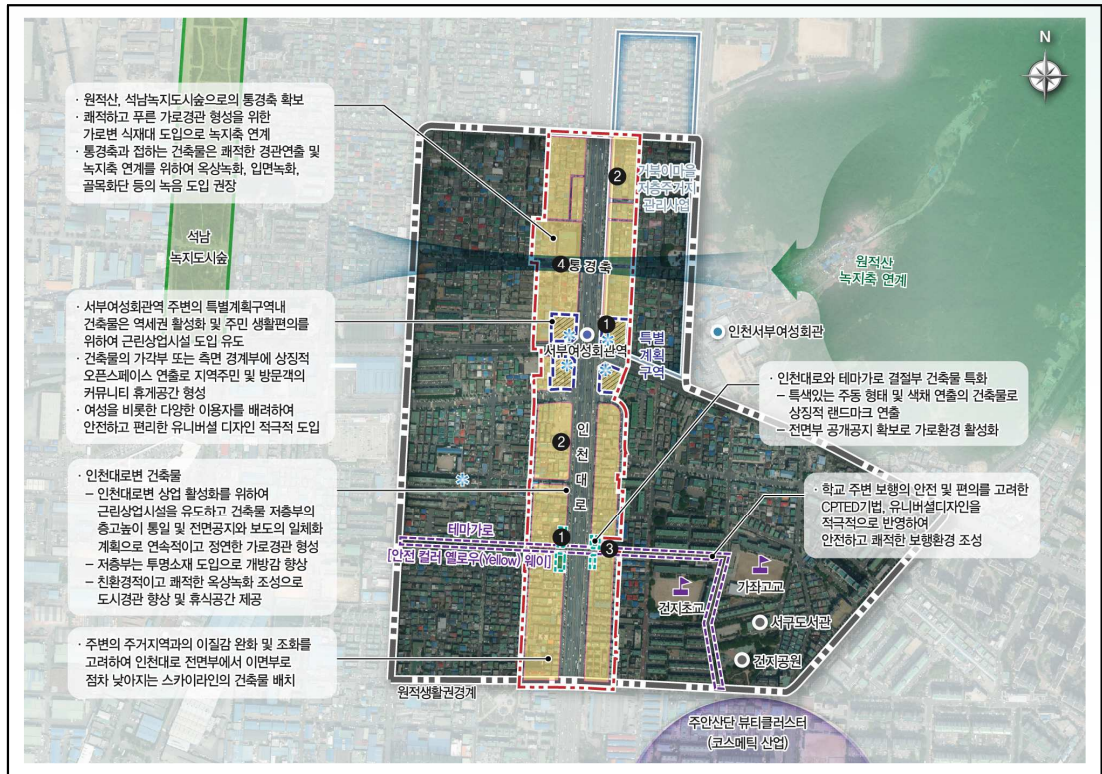 N
· 원적산, 석남녹지도시숲으로의 통경축 확보
· 쾌적하고 푸른 가로경관 형성을 위한
가로변 식재대 도입으로 녹지축 연계
· 통경축과 접하는 건축물은 쾌적한 경관연출 및
녹지축 연계를 위하여 옥상녹화, 입면녹화,
골목화단 등의 녹음 도입 권장
2
거북이마을
저층주거지
관리사업
석남
녹지도시숲
4 통경축
원적산
녹지축 연계
· 서부여성회관역 주변의 특별계획구역내
건축물은 역세권 활성화 및 주민 생활편의를
위하여 근린상업시설 도입 유도
· 건축물의 가각부 또는 측면 경계부에 상징적
오픈스페이스 연출로 지역주민 및 방문객의
커뮤니티 휴게공간 형성
· 여성을 비롯한 다양한 이용자를 배려하여
안전하고 편리한 유니버셜 디자인 적극적 도입
1
서부여성회관역
특별
계획
구역
인천서부여성회관
· 인천대로와 테마가로 결절부 건축물 특화
– 특색있는 주동 형태 및 색채 연출의 건축물로
상징적 랜드마크 연출
– 전면부 공개공지 확보로 가로환경 활성화
2
인천대로
· 인천대로변 건축물
– 인천대로변 상업 활성화를 위하여
근린상업시설을 유도하고 건축물 저층부의
층고높이 통일 및 전면공지와 보도의 일체화
계획으로 연속적이고 정연한 가로경관 형성
– 저층부는 투명소재 도입으로 개방감 향상
– 친환경적이고 쾌적한 옥상녹화 조성으로
도시경관 향상 및 휴식공간 제공
· 학교 주변 보행의 안전 및 편의를 고려한
CPTED기법, 유니버셜디자인을
적극적으로 반영하여
안전하고 쾌적한 보행환경 조성
테마가로
1
3
[안전 컬러 옐로우(Yellow) 웨이]
건지초교
가좌고교
서구도서관
건지공원
· 주변의 주거지역과의 이질감 완화 및 조화를
고려하여 인천대로 전면부에서 이면부로
점차 낮아지는 스카이라인의 건축물 배치
원적생활권경계
주안산단 뷰티클러스터
(코스메틱 산업)